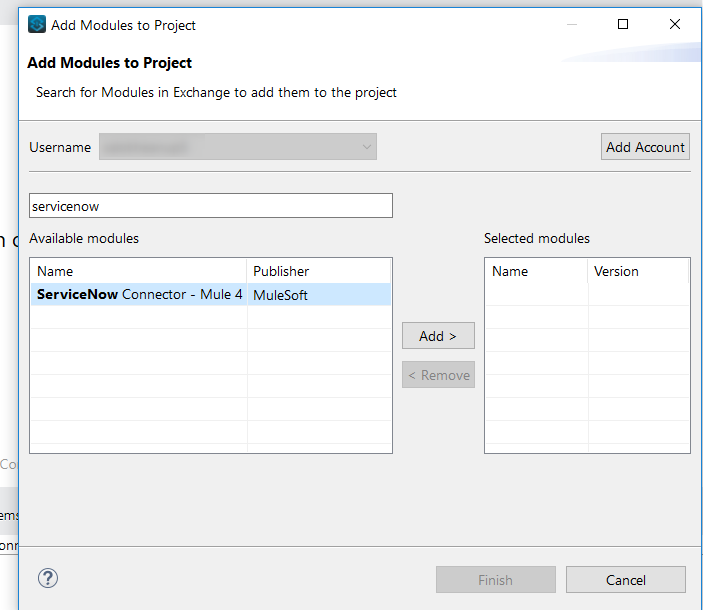 Add Modules to Project
Add Modules to Project
Search for Modules in Exchange to add them to the project
Username
Add Account
servicenow
Available modules
Selected modules
Name Publisher
Name Version
ServiceNow Connector - Mule 4 MuleSoft
Add >
< Remove
?
Finish
Cancel